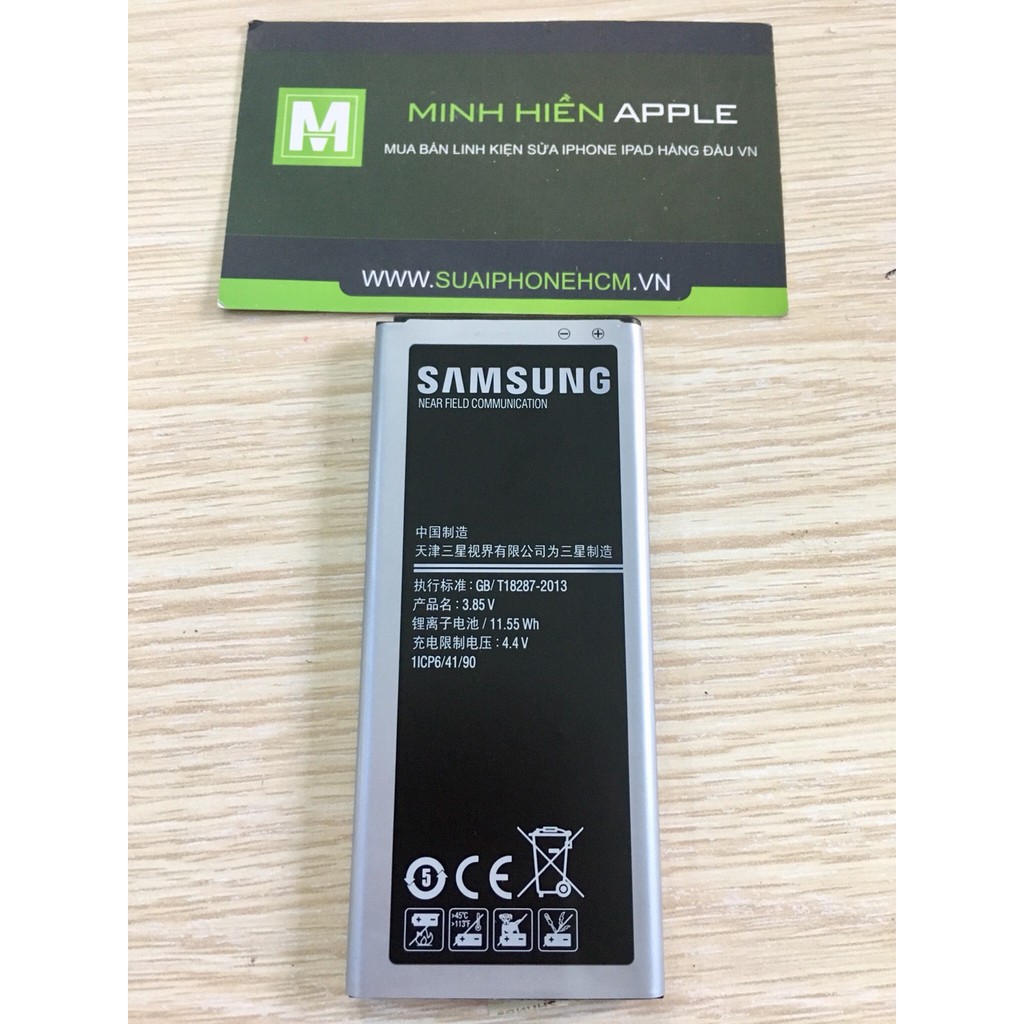 M
MINH HIỀN APPLE
MUA BÁN LINH KIỆN SỬA IPHONE IPAD HÀNG ĐẦU VN
WWW.SUAIPHONEHCM.VN
SAMSUNG
NEAR FIELD COMMUNICATION
中国制造
天津三星视界有限公司为三星制造
执行标准：GB/T18287-2013
产品名：3.85 V
锂离子电池 / 11.55 Wh
充电限制电压：4.4 V
1ICP6/41/90
5 CE
>45°C
>113°F